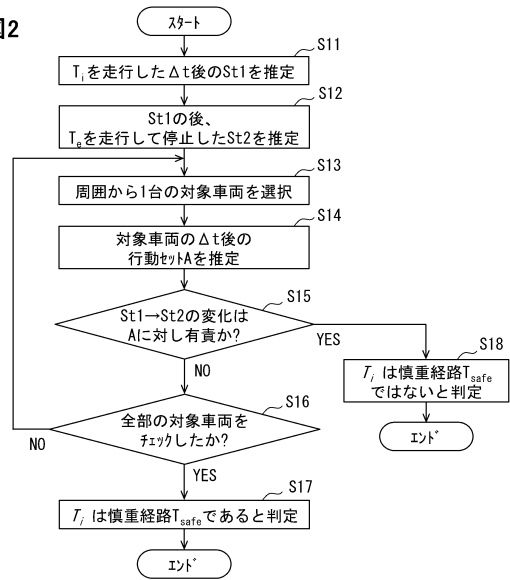 図2
スタート
S11
Tiを走行したΔt後のSt1を推定
S12
St1の後、
Teを走行して停止したSt2を推定
S13
周囲から1台の対象車両を選択
S14
対象車両のΔt後の
行動セットAを推定
S15
St1→St2の変化は
Aに対し有責か?
YES
NO
S18
Ti は慎重経路Tsafe
ではないと判定
エンド
S16
全部の対象車両を
チェックしたか?
NO
YES
S17
Ti は慎重経路Tsafeであると判定
エンド